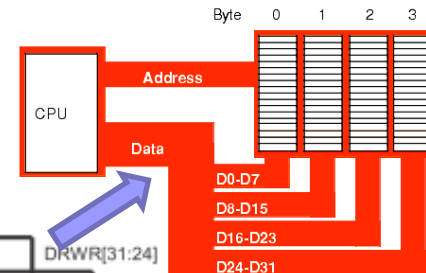 Byte 0 1 2 3
Address
CPU
Data
D0-D7
D8-D15
D16-D23
DRWR[31:24]
D24-D31